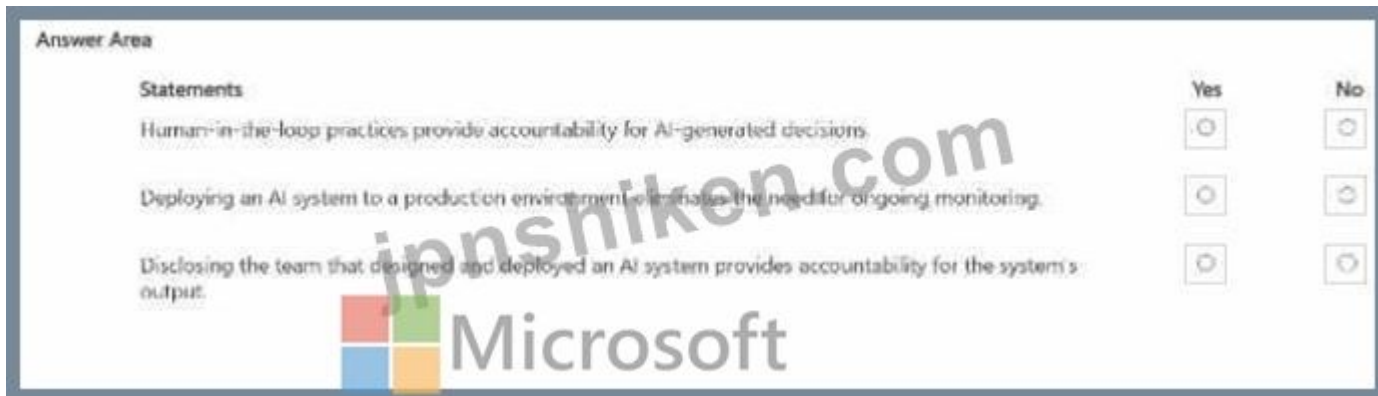 Answer Area
Statements Yes No
Human-in-the-loop practices provide accountability for AI-generated decisions.
Deploying an AI system to a production environment eliminates the need for ongoing monitoring.
Disclosing the team that designed and deployed an AI system provides accountability for the system's
output.
jpnshiken.com
Microsoft